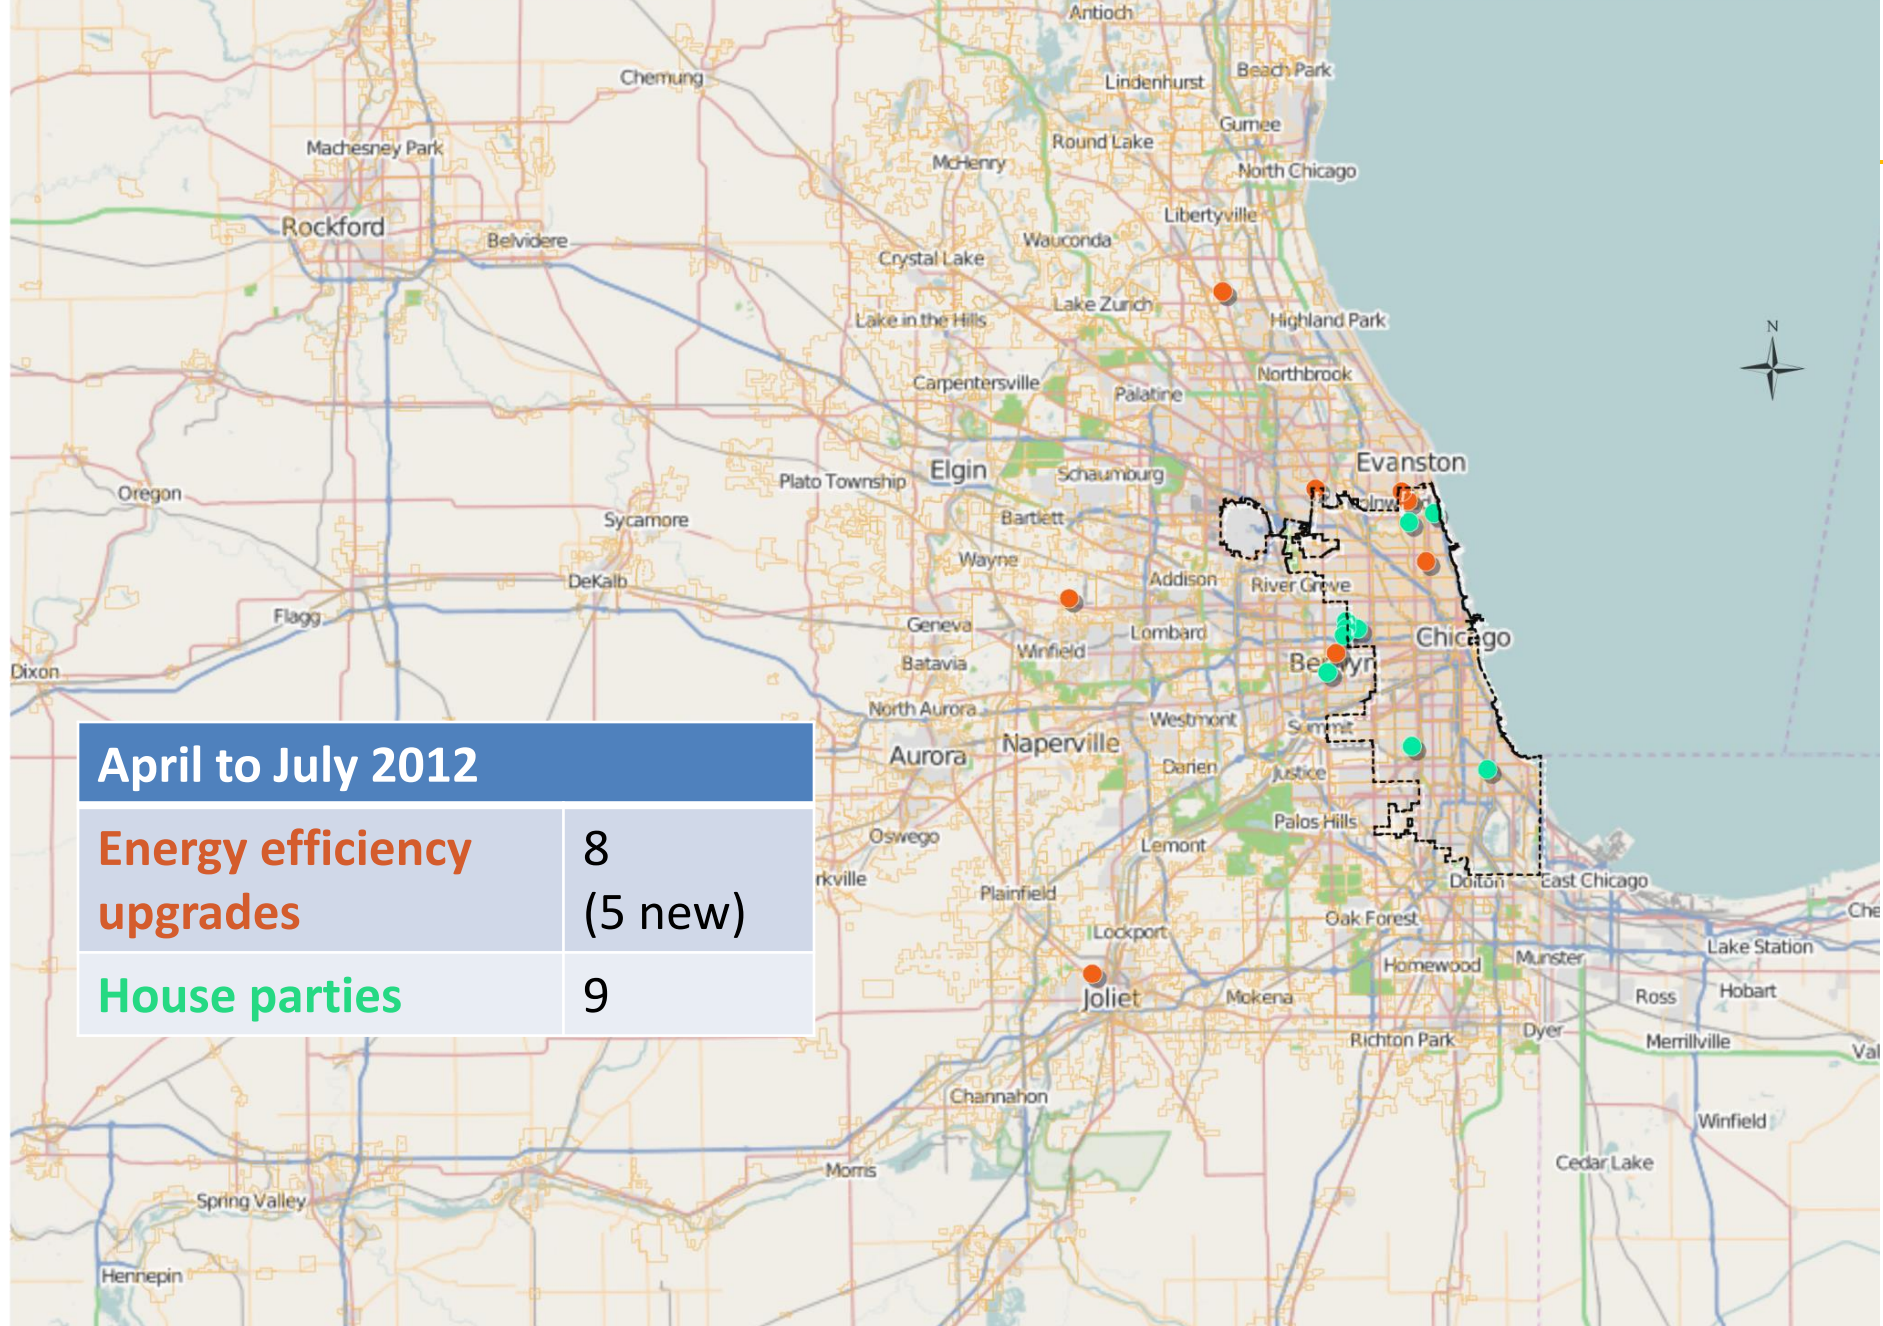 Antioch
Chemung
Lindenhurst
Beach Park
Gurnee
Machesney Park
Round Lake
McHenry
North Chicago
Libertyville
Rockford
Belvidere
Wauconda
Crystal Lake
Lake Zurich
Lake in the Hills
Highland Park
N
Northbrook
Carpentersville
Palatine
Evanston
Elgin
Schaumburg
Plato Township
Oregon
Sycamore
Bartlett
Wayne
DeKalb
Addison
River Grove
Flagg
Geneva
Lombard
Chicago
Winfield
Batavia
Berwyn
Dixon
North Aurora
Westmont
Summit
Naperville
Aurora
Darien
Justice
April to July 2012
Energy efficiency upgrades
8
(5 new)
House parties
9
Oswego
Palos Hills
Lemont
rkville
Plainfield
Dolton
East Chicago
Che
Oak Forest
Lockport
Lake Station
Homewood
Munster
Joliet
Mokena
Ross
Hobart
Dyer
Richton Park
Merrillville
Val
Channahon
Winfield
Morris
Cedar Lake
Spring Valley
Hennepin